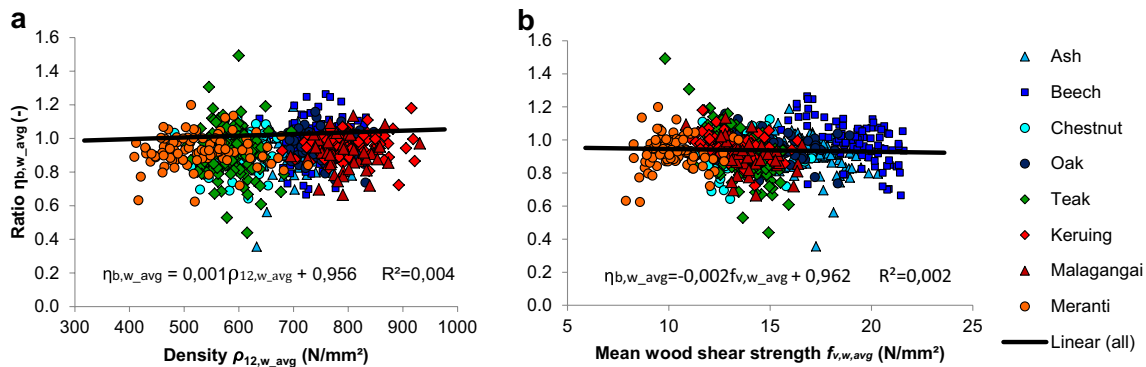 a
Ratio ηb,w_avg (-)
1.6
1.4
1.2
1.0
0.8
0.6
0.4
0.2
0.0
ηb,w_avg = 0,001ρ12,w_avg + 0,956 R²=0,004
300 400 500 600 700 800 900 1000
Density ρ12,w_avg (N/mm²)
b
1.6
1.4
1.2
1.0
0.8
0.6
0.4
0.2
0.0
ηb,w_avg=-0,002fv,w_avg + 0,962 R²=0,002
5 10 15 20 25
Mean wood shear strength fv,w,avg (N/mm²)
Ash
Beech
Chestnut
Oak
Teak
Keruing
Malagangai
Meranti
Linear (all)